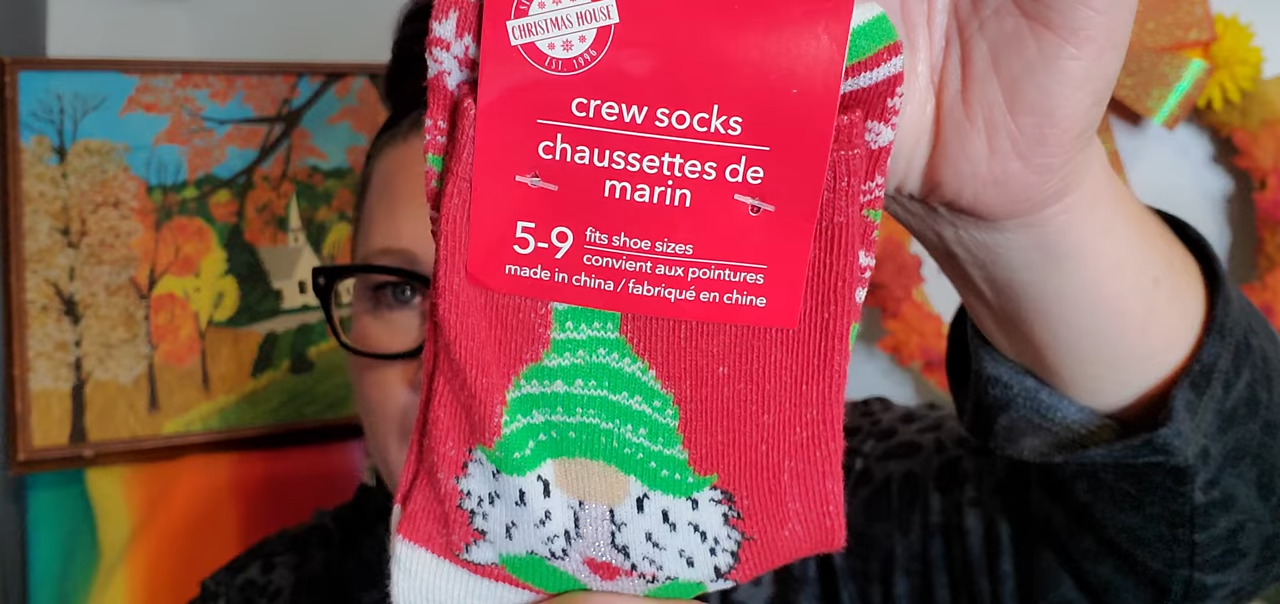 CHRISTMAS HOUSE
EST. 1996
crew socks
chaussettes de
marin
5-9 fits shoe sizes
convient aux pointures
made in china / fabriqué en chine